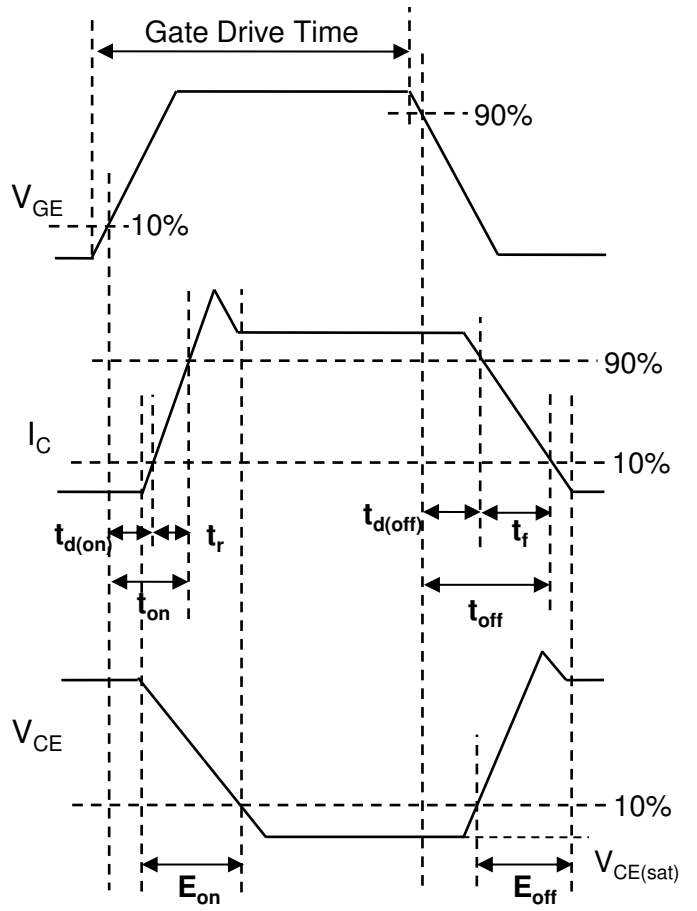 Gate Drive Time
90%
V_GE
10%
90%
I_C
10%
t_d(on)
t_r
t_d(off)
t_f
t_on
t_off
V_CE
10%
V_CE(sat)
E_on
E_off